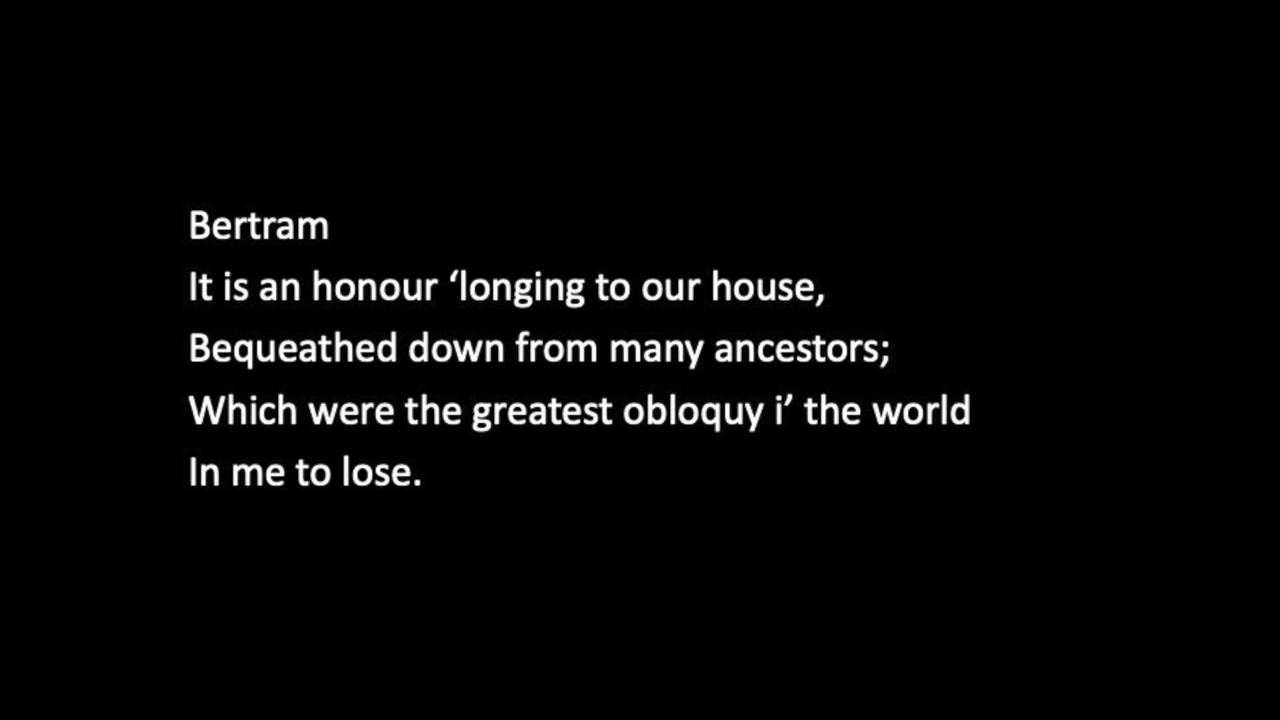 Bertram
It is an honour ‘longing to our house,
Bequeathed down from many ancestors;
Which were the greatest obloquy i’ the world
In me to lose.